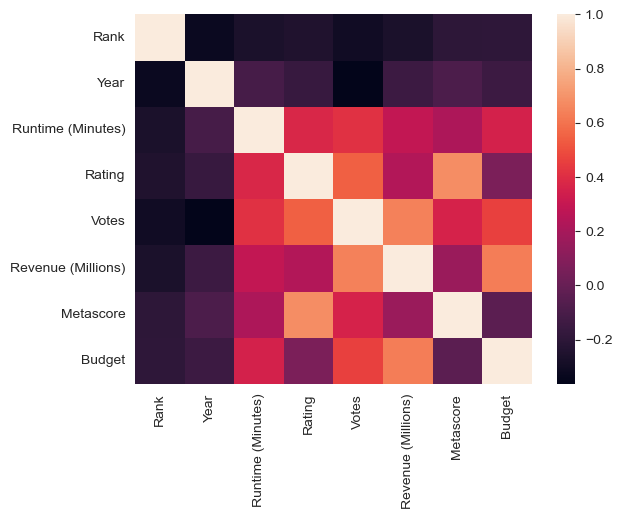 Rank
Year
Runtime (Minutes)
Rating
Votes
Revenue (Millions)
Metascore
Budget
Rank
Year
Runtime (Minutes)
Rating
Votes
Revenue (Millions)
Metascore
Budget
1.0
0.8
0.6
0.4
0.2
0.0
−0.2